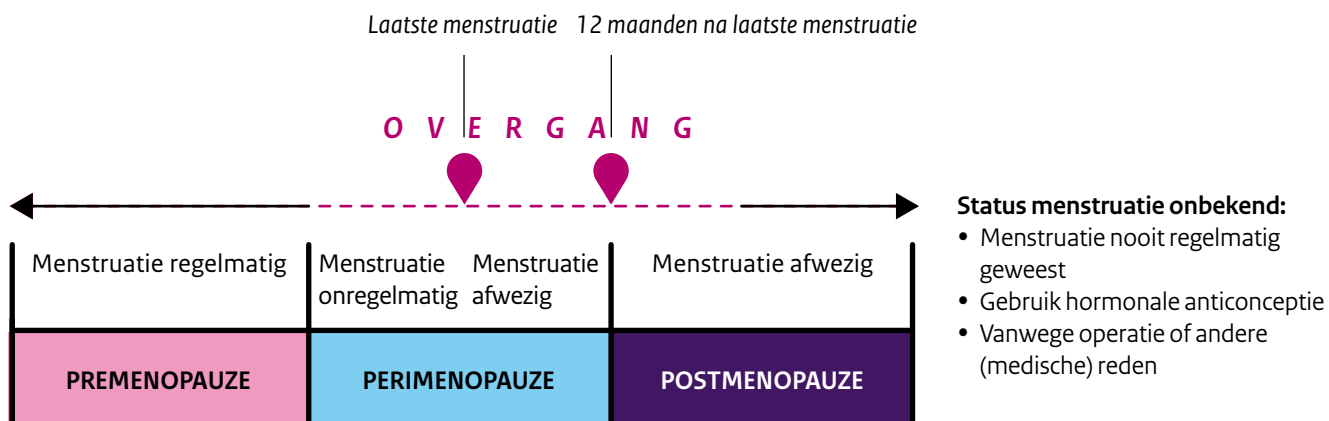 Laatste menstruatie 12 maanden na laatste menstruatie
OVERGANG
Menstruatie regelmatig
Menstruatie
onregelmatig
Menstruatie
afwezig
Menstruatie afwezig
PREMENOPAUZE
PERIMENOPAUZE
POSTMENOPAUZE
Status menstruatie onbekend:
• Menstruatie nooit regelmatig
geweest
• Gebruik hormonale anticonceptie
• Vanwege operatie of andere
(medische) reden